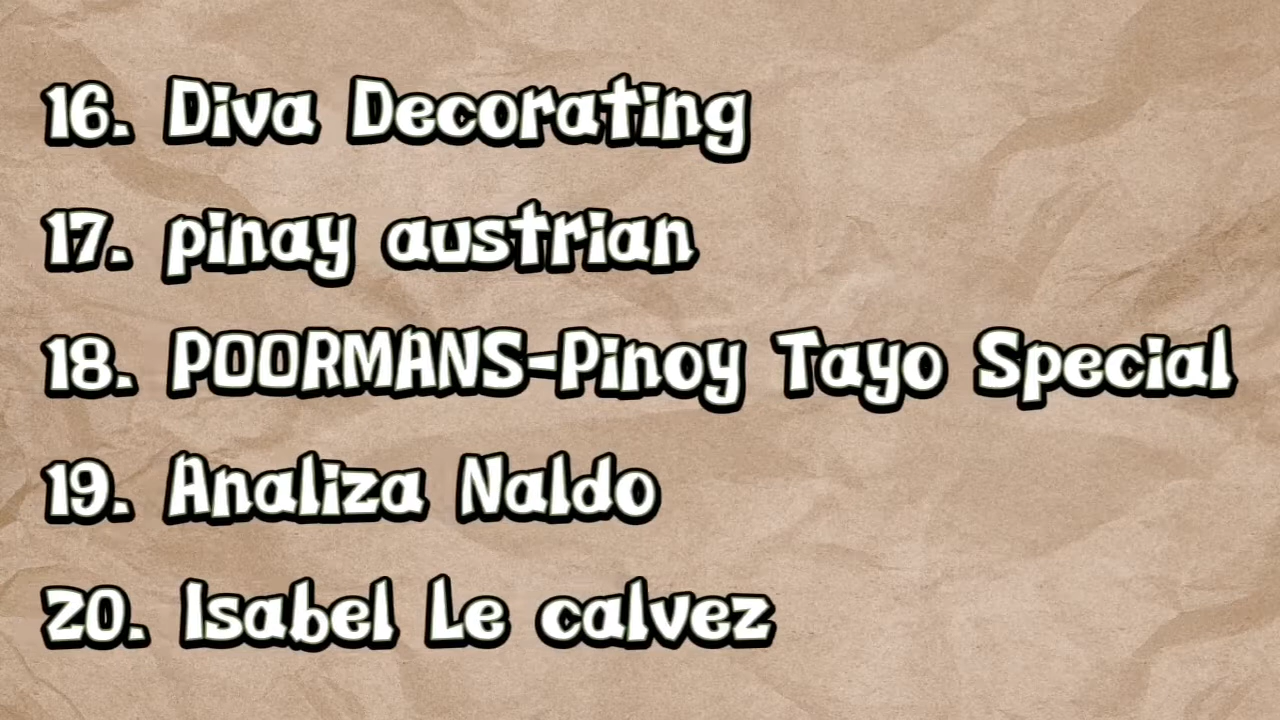 16. Diva Decorating
17. pinay austrian
18. POORMANS-Pinoy Tayo Special
19. Analiza Naldo
20. Isabel Le calvez